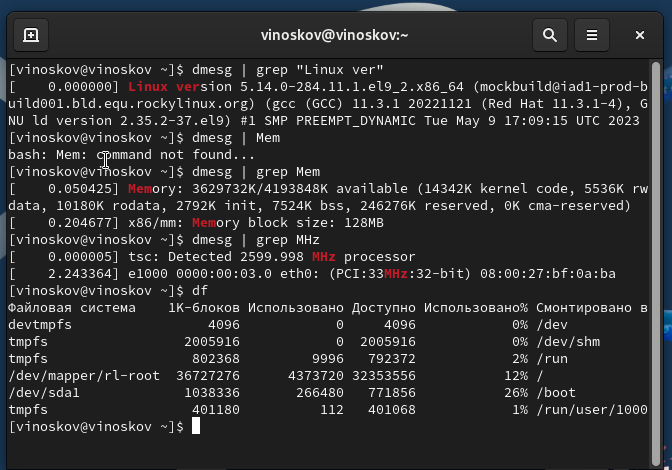 vinoskov@vinoskov:~
[vinoskov@vinoskov ~]$ dmesg | grep "Linux ver"
[    0.000000] Linux version 5.14.0-284.11.1.el9_2.x86_64 (mockbuild@iad1-prod-b
uild001.bld.equ.rockylinux.org) (gcc (GCC) 11.3.1 20221121 (Red Hat 11.3.1-4), G
NU ld version 2.35.2-37.el9) #1 SMP PREEMPT_DYNAMIC Tue May 9 17:09:15 UTC 2023
[vinoskov@vinoskov ~]$ dmesg | Mem
bash: Mem: command not found...
[vinoskov@vinoskov ~]$ dmesg | grep Mem
[    0.050425] Memory: 3629732K/4193848K available (14342K kernel code, 5536K rw
data, 10180K rodata, 2792K init, 7524K bss, 246276K reserved, 0K cma-reserved)
[    0.204677] x86/mm: Memory block size: 128MB
[vinoskov@vinoskov ~]$ dmesg | grep MHz
[    0.000005] tsc: Detected 2599.998 MHz processor
[    2.243364] e1000 0000:00:03.0 eth0: (PCI:33MHz:32-bit) 08:00:27:bf:0a:ba
[vinoskov@vinoskov ~]$ df
Файловая система    1K-блоков Использовано Доступно Использовано% Смонтировано в
devtmpfs                 4096            0     4096            0% /dev
tmpfs                 2005916            0  2005916            0% /dev/shm
tmpfs                  802368         9996   792372            2% /run
/dev/mapper/rl-root  36727276      4373720 32353556           12% /
/dev/sda1             1038336       266480   771856           26% /boot
tmpfs                  401180          112   401068            1% /run/user/1000
[vinoskov@vinoskov ~]$